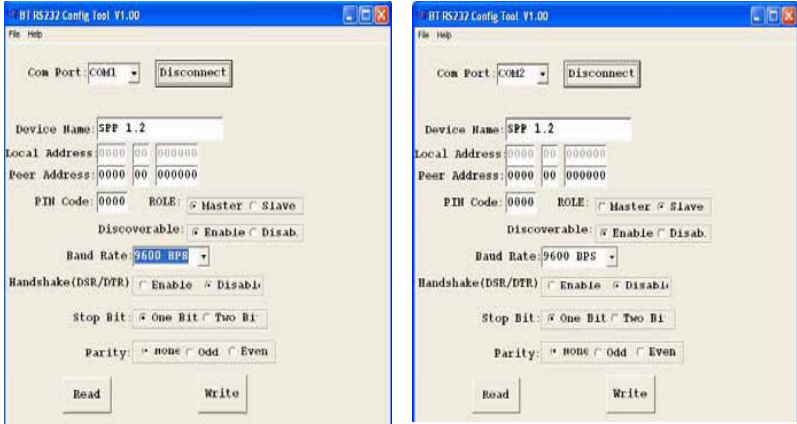 BT RS232 Config Tool V1.00
File Help
Com Port: COM1 Disconnect
Device Name: SPP 1.2
Local Address: 0000 00 000000
Peer Address: 0000 00 000000
PIN Code: 0000 ROLE: Master Slave
Discoverable: Enable Disab.
Baud Rate: 9600 BPS
Handshake(DSR/DTR) Enable Disabl
Stop Bit: One Bit Two Bi
Parity: None Odd Even
Read Write
BT RS232 Config Tool V1.00
File Help
Com Port: COM2 Disconnect
Device Name: SPP 1.2
Local Address: 0000 00 000000
Peer Address: 0000 00 000000
PIN Code: 0000 ROLE: Master Slave
Discoverable: Enable Disab.
Baud Rate: 9600 BPS
Handshake(DSR/DTR) Enable Disabl
Stop Bit: One Bit Two Bi
Parity: None Odd Even
Read Write